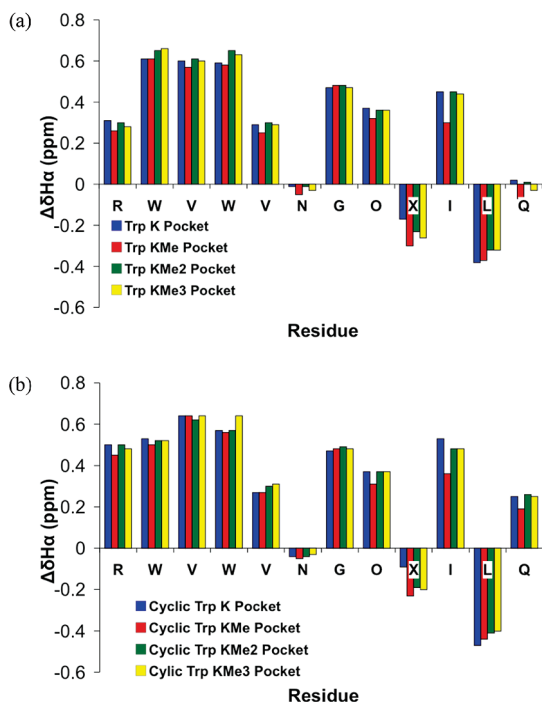 (a)
ΔδHα (ppm)
0.8
0.6
0.4
0.2
0
-0.2
-0.4
-0.6
R W V W V N G O X I L Q
Trp K Pocket
Trp KMe Pocket
Trp KMe2 Pocket
Trp KMe3 Pocket
Residue
(b)
ΔδHα (ppm)
0.8
0.6
0.4
0.2
0
-0.2
-0.4
-0.6
R W V W V N G O X I L Q
Cyclic Trp K Pocket
Cyclic Trp KMe Pocket
Cyclic Trp KMe2 Pocket
Cylic Trp KMe3 Pocket
Residue